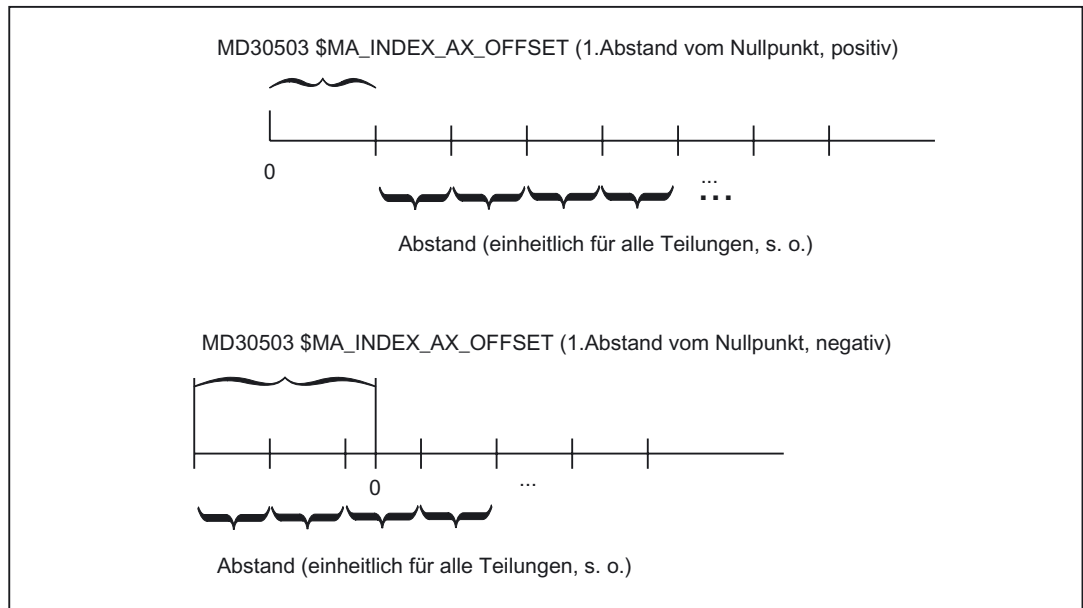 MD30503 $MA_INDEX_AX_OFFSET (1.Abstand vom Nullpunkt, positiv)
0
...
...
Abstand (einheitlich für alle Teilungen, s. o.)
MD30503 $MA_INDEX_AX_OFFSET (1.Abstand vom Nullpunkt, negativ)
0
...
Abstand (einheitlich für alle Teilungen, s. o.)